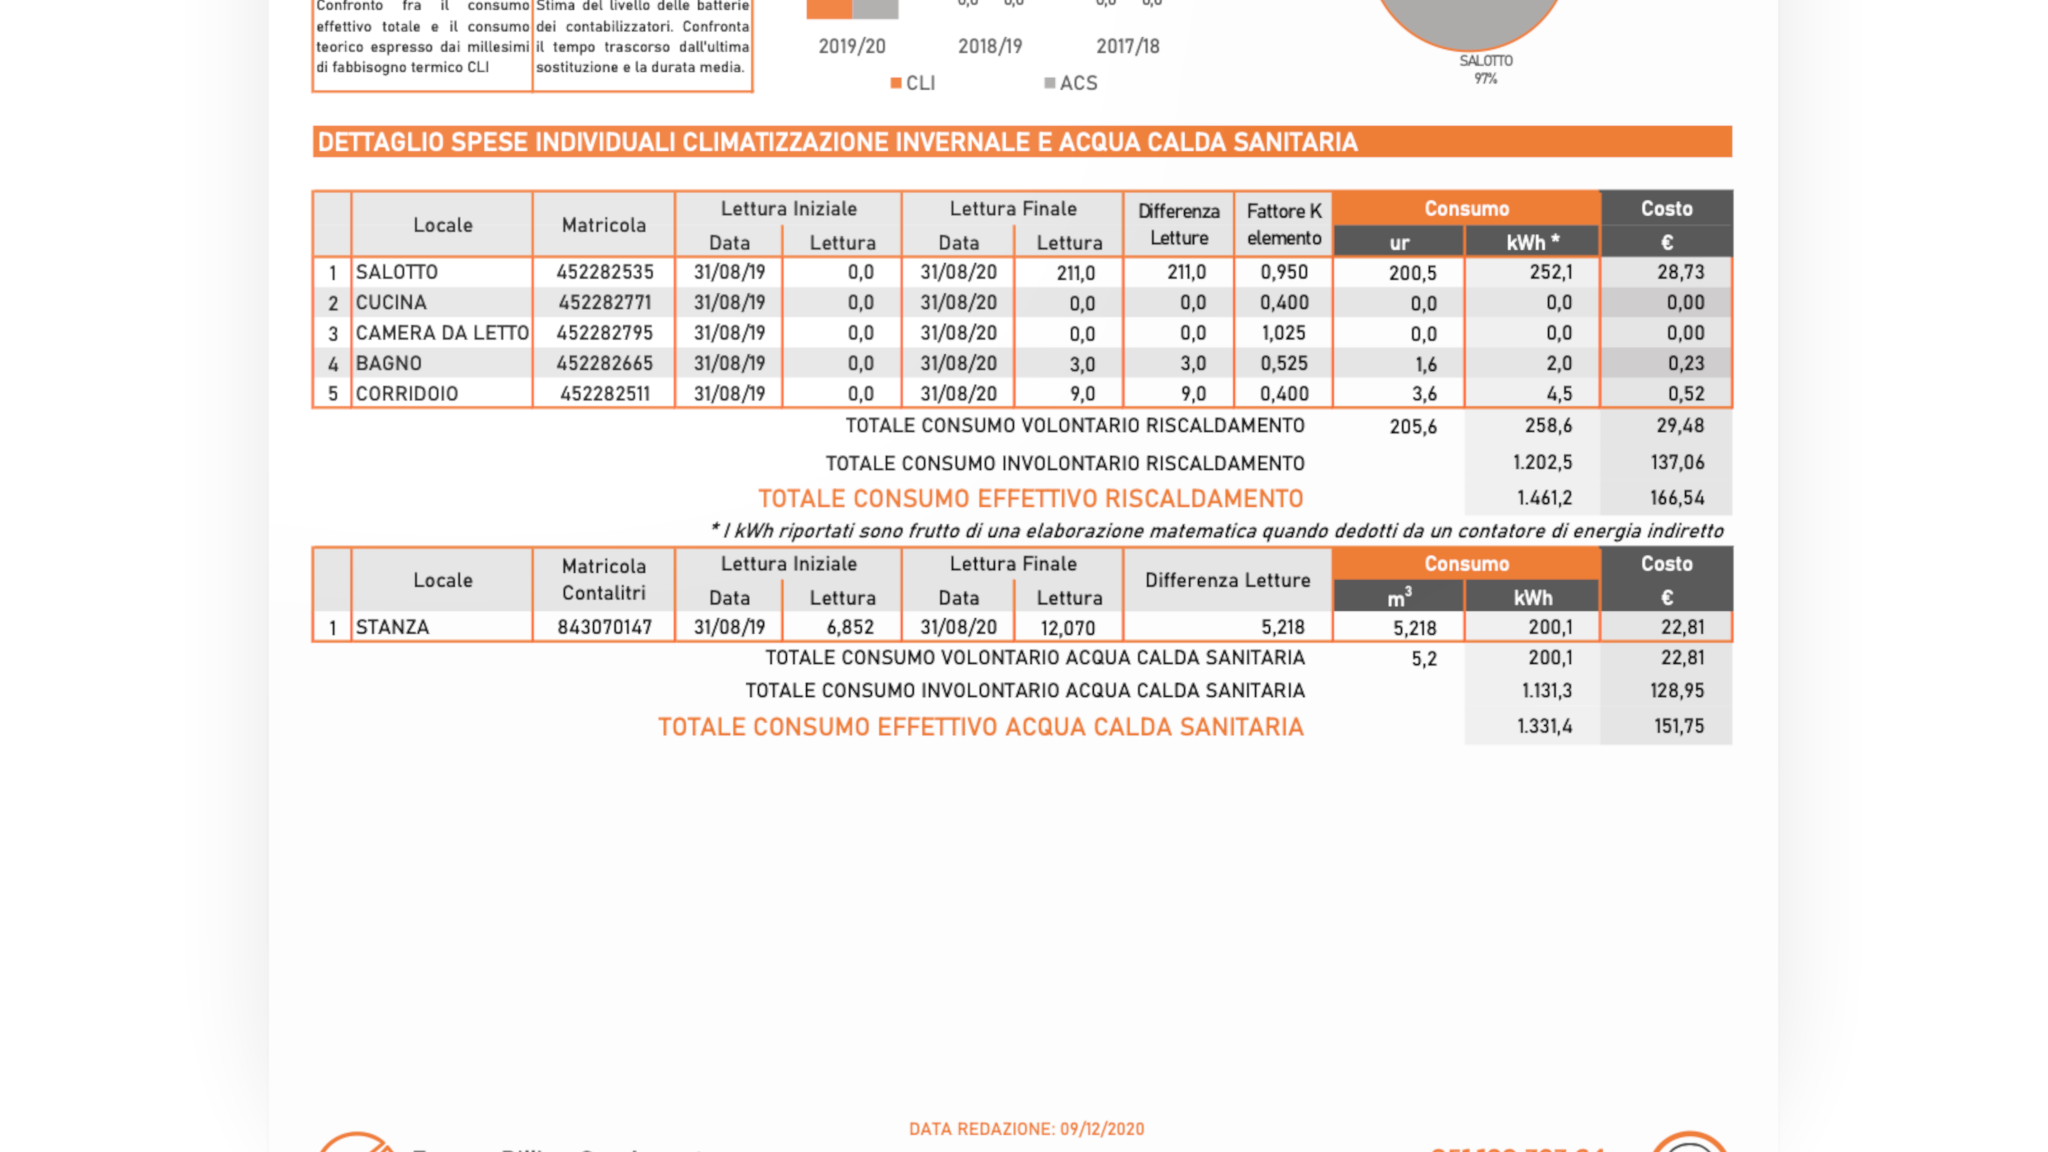 Confronto fra il consumo
effettivo totale e il consumo
teorico espresso dai millesimi
di fabbisogno termico CLI
Stima del livello delle batterie
dei contabilizzatori. Confronta
il tempo trascorso dall'ultima
sostituzione e la durata media.
0,0 0,0 0,0 0,0
2019/20 2018/19 2017/18
CLI ACS
SALOTTO
97%
DETTAGLIO SPESE INDIVIDUALI CLIMATIZZAZIONE INVERNALE E ACQUA CALDA SANITARIA
Locale Matricola Lettura Iniziale Lettura Finale Differenza Letture Fattore K elemento Consumo Costo
Data Lettura Data Lettura ur kWh * €
1 SALOTTO 452282535 31/08/19 0,0 31/08/20 211,0 211,0 0,950 200,5 252,1 28,73
2 CUCINA 452282771 31/08/19 0,0 31/08/20 0,0 0,0 0,400 0,0 0,0 0,00
3 CAMERA DA LETTO 452282795 31/08/19 0,0 31/08/20 0,0 0,0 1,025 0,0 0,0 0,00
4 BAGNO 452282665 31/08/19 0,0 31/08/20 3,0 3,0 0,525 1,6 2,0 0,23
5 CORRIDOIO 452282511 31/08/19 0,0 31/08/20 9,0 9,0 0,400 3,6 4,5 0,52
TOTALE CONSUMO VOLONTARIO RISCALDAMENTO 205,6 258,6 29,48
TOTALE CONSUMO INVOLONTARIO RISCALDAMENTO 1.202,5 137,06
TOTALE CONSUMO EFFETTIVO RISCALDAMENTO 1.461,2 166,54
* I kWh riportati sono frutto di una elaborazione matematica quando dedotti da un contatore di energia indiretto
Locale Matricola Contalitri Lettura Iniziale Lettura Finale Differenza Letture Consumo Costo
Data Lettura Data Lettura m³ kWh €
1 STANZA 843070147 31/08/19 6,852 31/08/20 12,070 5,218 5,218 200,1 22,81
TOTALE CONSUMO VOLONTARIO ACQUA CALDA SANITARIA 5,2 200,1 22,81
TOTALE CONSUMO INVOLONTARIO ACQUA CALDA SANITARIA 1.131,3 128,95
TOTALE CONSUMO EFFETTIVO ACQUA CALDA SANITARIA 1.331,4 151,75
DATA REDAZIONE: 09/12/2020